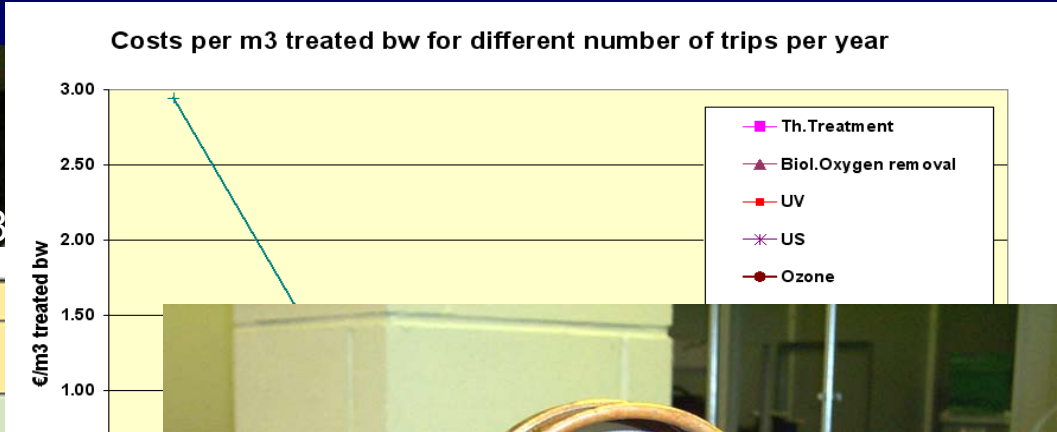 Costs per m3 treated bw for different number of trips per year
3.00
2.50
2.00
1.50
1.00
€/m3 treated bw
Th.Treatment
Biol.Oxygen removal
UV
US
Ozone